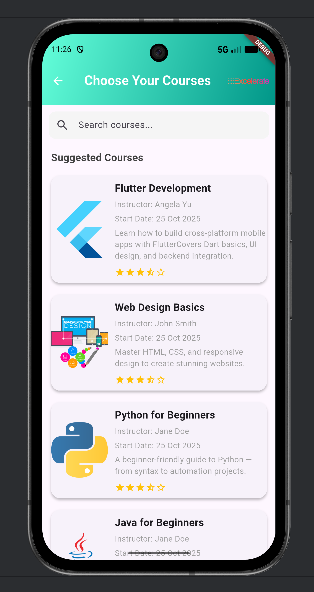 11:26
5G
DEBUG
Choose Your Courses
Search courses...
Suggested Courses
Flutter Development
Instructor: Angela Yu
Start Date: 25 Oct 2025
Learn how to build cross-platform mobile
apps with FlutterCovers Dart basics, UI
design, and backend integration.
Web Design Basics
Instructor: John Smith
Start Date: 25 Oct 2025
Master HTML, CSS, and responsive
design to create stunning websites.
DESIGN
Python for Beginners
Instructor: Jane Doe
Start Date: 25 Oct 2025
A beginner-friendly guide to Python —
from syntax to automation projects.
Java for Beginners
Instructor: Jane Doe
Start Date: 25 Oct 2025